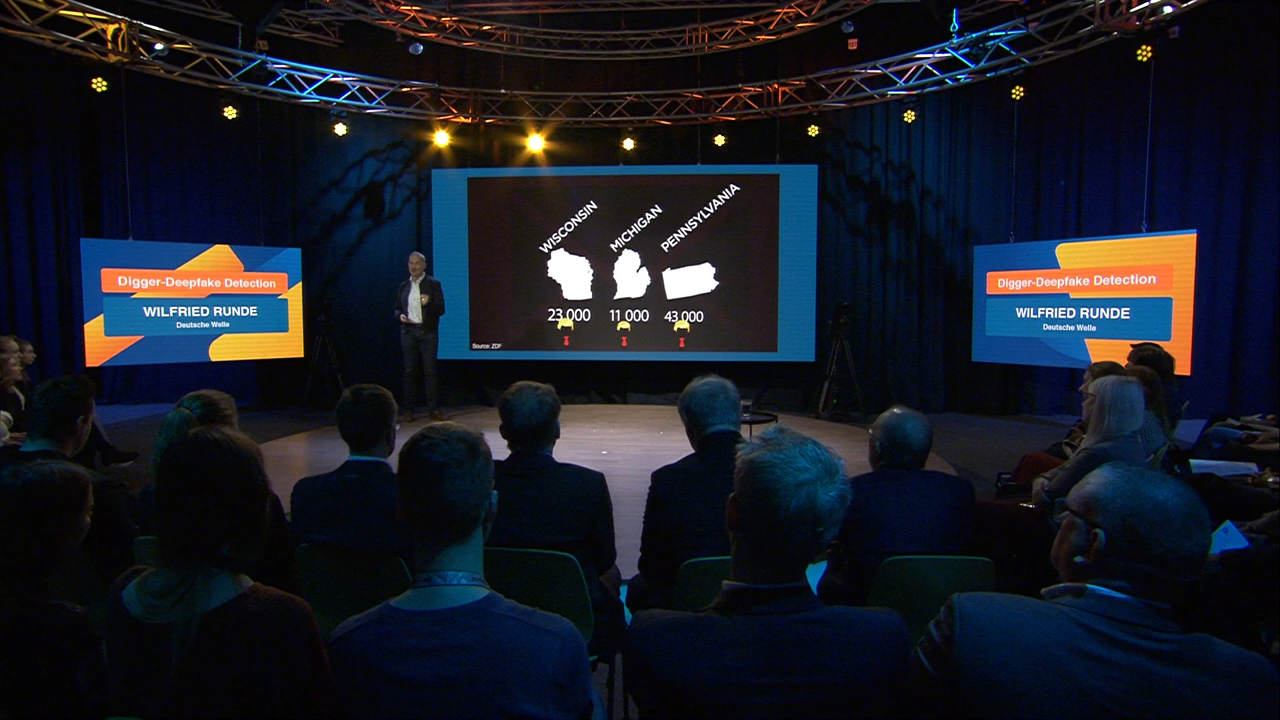 Digger-Deepfake Detection
WILFRIED RUNDE
Deutsche Welle
WISCONSIN
MICHIGAN
PENNSYLVANIA
23 000
11 000
43 000
Source: ZDF
Digger-Deepfake Detection
WILFRIED RUNDE
Deutsche Welle